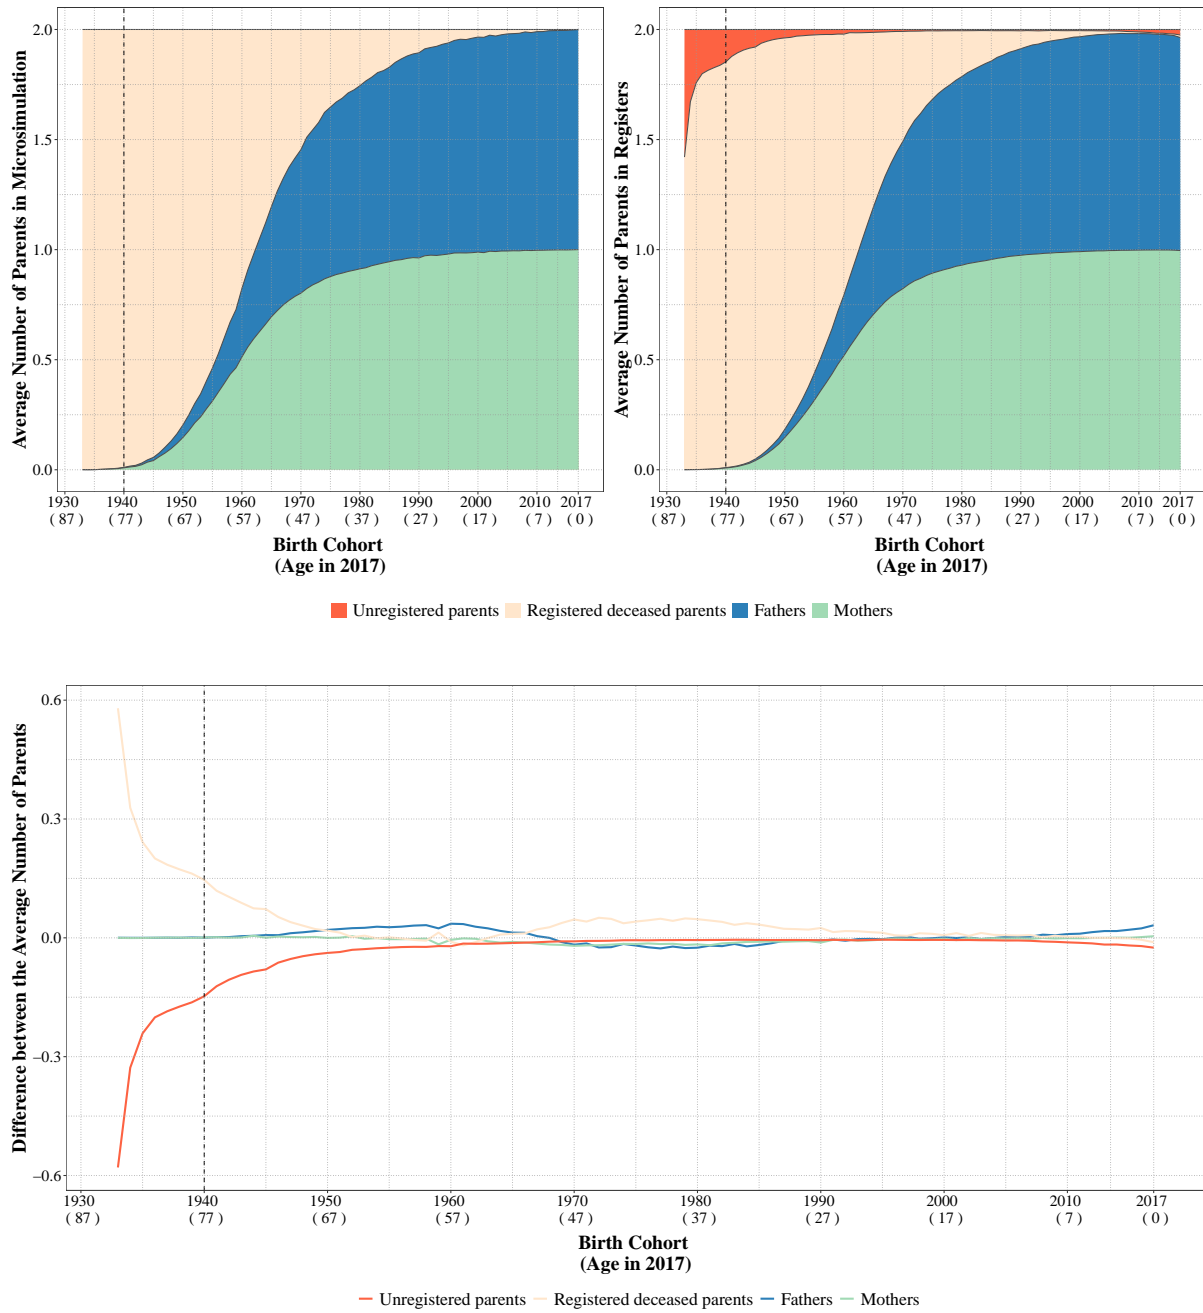 Average Number of Parents in Microsimulation
2.0
1.5
1.0
0.5
0.0
1930 1940 1950 1960 1970 1980 1990 2000 2010 2017
( 87 ) ( 77 ) ( 67 ) ( 57 ) ( 47 ) ( 37 ) ( 27 ) ( 17 ) ( 7 ) ( 0 )
Birth Cohort
(Age in 2017)
Average Number of Parents in Registers
2.0
1.5
1.0
0.5
0.0
1930 1940 1950 1960 1970 1980 1990 2000 2010 2017
( 87 ) ( 77 ) ( 67 ) ( 57 ) ( 47 ) ( 37 ) ( 27 ) ( 17 ) ( 7 ) ( 0 )
Birth Cohort
(Age in 2017)
Unregistered parents Registered deceased parents Fathers Mothers
Difference between the Average Number of Parents
0.6
0.3
0.0
−0.3
−0.6
1930 1940 1950 1960 1970 1980 1990 2000 2010 2017
( 87 ) ( 77 ) ( 67 ) ( 57 ) ( 47 ) ( 37 ) ( 27 ) ( 17 ) ( 7 ) ( 0 )
Birth Cohort
(Age in 2017)
Unregistered parents Registered deceased parents Fathers Mothers